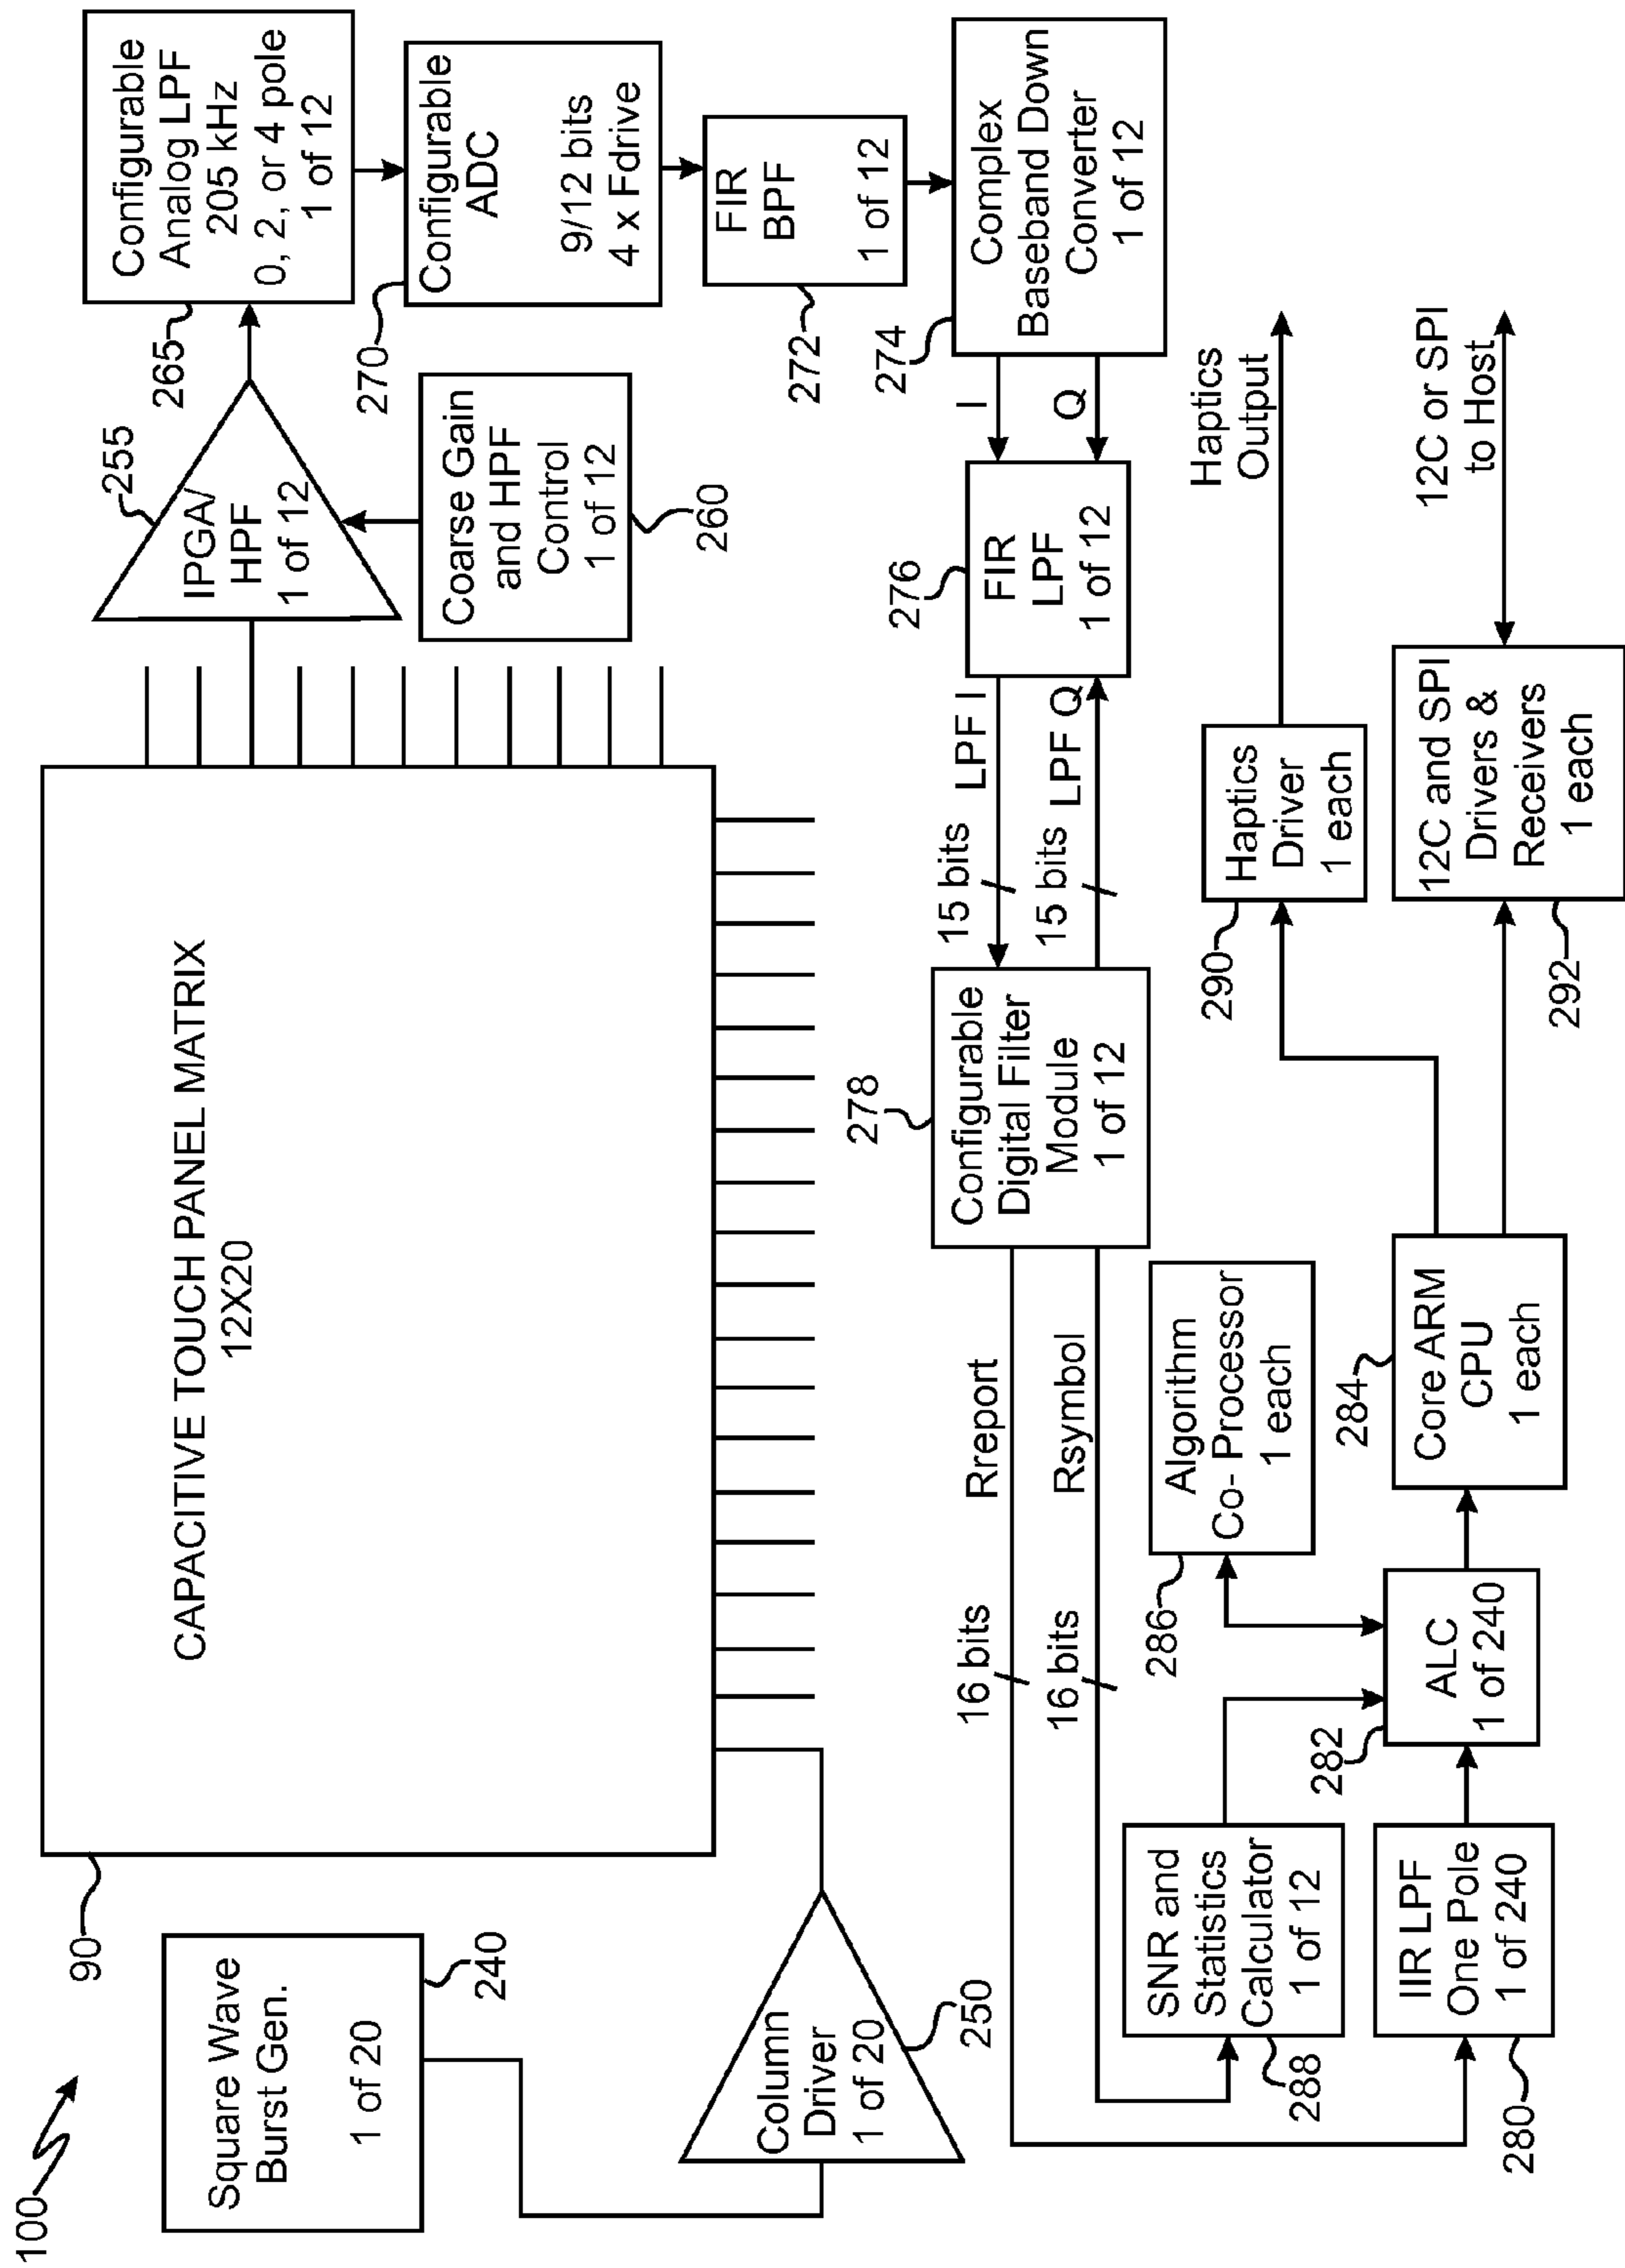 100
Square Wave
Burst Gen.
1 of 20
240
Column
Driver
1 of 20
250
90
CAPACITIVE TOUCH PANEL MATRIX
12X20
IPGA/
HPF
1 of 12
255
Coarse Gain
and HPF
Control
1 of 12
260
Configurable
Analog LPF
205 kHz
0, 2, or 4 pole
1 of 12
265
Configurable
ADC
9/12 bits
4 x Fdrive
270
FIR
BPF
1 of 12
272
Complex
Baseband Down
Converter
1 of 12
274
I
Q
FIR
LPF
1 of 12
276
LPF I
LPF Q
15 bits
15 bits
Configurable
Digital Filter
Module
1 of 12
278
Rreport
Rsymbol
16 bits
16 bits
SNR and
Statistics
Calculator
1 of 12
288
IIR LPF
One Pole
1 of 240
280
ALC
1 of 240
282
Algorithm
Co- Processor
1 each
286
Core ARM
CPU
1 each
284
Haptics
Driver
1 each
290
Haptics
Output
12C and SPI
Drivers &
Receivers
1 each
292
12C or SPI
to Host